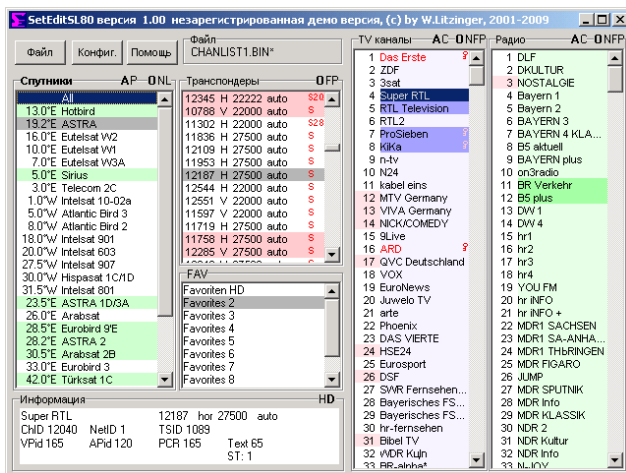 SetEditSL80 версия 1.00 незарегистрированная демо версия, (c) by W.Litzinger, 2001-2009
Файл
Конфиг.
Помощь
Файл
CHANLIST1.BIN*
Спутники AP-ONL
All
13.0°E Hotbird
19.2°E ASTRA
16.0°E Eutelsat W2
10.0°E Eutelsat W1
7.0°E Eutelsat W3A
5.0°E Sirius
3.0°E Telecom 2C
1.0°W Intelsat 10-02a
5.0°W Atlantic Bird 3
8.0°W Atlantic Bird 2
18.0°W Intelsat 901
20.0°W Intelsat 603
27.5°W Intelsat 907
30.0°W Hispasat 1C/1D
31.5°W Intelsat 801
23.5°E ASTRA 1D/3A
26.0°E Arabsat
28.5°E Eurobird 9'E
28.2°E ASTRA 2
30.5°E Arabsat 2B
33.0°E Eurobird 3
42.0°E Türksat 1C
Транспондеры OFP
12345 H 22222 auto S20
10788 V 22000 auto S
11302 H 22000 auto S28
11836 H 27500 auto S
12109 H 27500 auto S
11953 H 27500 auto S
12187 H 27500 auto S
12544 H 22000 auto S
12551 V 22000 auto S
11597 V 22000 auto S
11719 H 27500 auto S
11758 H 27500 auto S
12285 V 27500 auto S
FAV
Favoriten HD
Favorites 2
Favorites 3
Favorites 4
Favorites 5
Favorites 6
Favorites 7
Favorites 8
TV каналы AC-ONFP
1 Das Erste
2 ZDF
3 3sat
4 Super RTL
5 RTL Television
6 RTL2
7 ProSieben
8 KiKa
9 n-tv
10 N24
11 kabel eins
12 MTV Germany
13 VIVA Germany
14 NICK/COMEDY
15 9Live
16 ARD
17 QVC Deutschland
18 VOX
19 EuroNews
20 Juwelo TV
21 arte
22 Phoenix
23 DAS VIERTE
24 HSE24
25 Eurosport
26 DSF
27 SWR Fernsehen...
28 Bayerisches FS...
29 Bayerisches FS...
30 hr-fernsehen
31 Bibel TV
32 WDR Kцln
33 BR-alpha*
Радио AC-ONFP
1 DLF
2 DKULTUR
3 NOSTALGIE
4 Bayern 1
5 Bayern 2
6 BAYERN 3
7 BAYERN 4 KLA...
8 B5 aktuell
9 BAYERN plus
10 on3radio
11 BR Verkehr
12 B5 plus
13 DW 1
14 DW 4
15 hr1
16 hr2
17 hr3
18 hr4
19 YOU FM
20 hr iNFO
21 hr iNFO +
22 MDR1 SACHSEN
23 MDR1 SA-ANHA...
24 MDR1 THЬRINGEN
25 MDR FIGARO
26 JUMP
27 MDR SPUTNIK
28 MDR Info
29 MDR KLASSIK
30 NDR 2
31 NDR Kultur
32 NDR Info
33 N-JOY
Информация HD
Super RTL 12187 hor 27500 auto
ChID 12040 NetID 1 TSID 1089
VPid 165 APid 120 PCR 165 Text 65
ST: 1